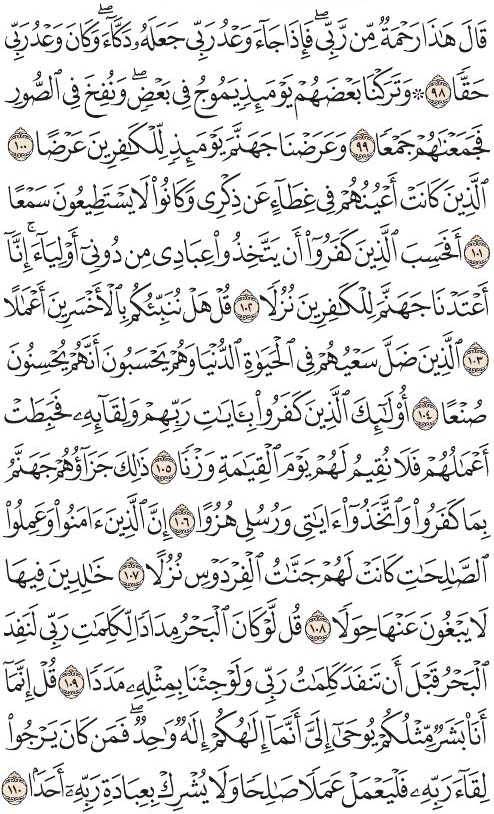 قَالَ هَٰذَا رَحْمَةٌ مِّن رَّبِّي ۖ فَإِذَا جَاءَ وَعْدُ رَبِّي جَعَلَهُۥ دَكَّاءَ ۖ وَكَانَ وَعْدُ رَبِّي
حَقًّا ٩٨ ۞ وَتَرَكْنَا بَعْضَهُمْ يَوْمَئِذٍ يَمُوجُ فِي بَعْضٍ ۖ وَنُفِخَ فِي الصُّورِ
فَجَمَعْنَاهُمْ جَمْعًا ٩٩ وَعَرَضْنَا جَهَنَّمَ يَوْمَئِذٍ لِّلْكَافِرِينَ عَرْضًا ١٠٠
الَّذِينَ كَانَتْ أَعْيُنُهُمْ فِي غِطَاءٍ عَن ذِكْرِي وَكَانُوا لَا يَسْتَطِيعُونَ سَمْعًا
١٠١ أَفَحَسِبَ الَّذِينَ كَفَرُوا أَن يَتَّخِذُوا عِبَادِي مِن دُونِي أَوْلِيَاءَ ۚ إِنَّا
أَعْتَدْنَا جَهَنَّمَ لِلْكَافِرِينَ نُزُلًا ١٠٢ قُلْ هَلْ نُنَبِّئُكُم بِالْأَخْسَرِينَ أَعْمَالًا
١٠٣ الَّذِينَ ضَلَّ سَعْيُهُمْ فِي الْحَيَوٰةِ الدُّنْيَا وَهُمْ يَحْسَبُونَ أَنَّهُمْ يُحْسِنُونَ
صُنْعًا ١٠٤ أُولَٰئِكَ الَّذِينَ كَفَرُوا بِآيَاتِ رَبِّهِمْ وَلِقَائِهِۦ فَحَبِطَتْ
أَعْمَالُهُمْ فَلَا نُقِيمُ لَهُمْ يَوْمَ الْقِيَامَةِ وَزْنًا ١٠٥ ذَٰلِكَ جَزَاؤُهُمْ جَهَنَّمُ
بِمَا كَفَرُوا وَاتَّخَذُوا آيَاتِي وَرُسُلِي هُزُوًا ١٠٦ إِنَّ الَّذِينَ آمَنُوا وَعَمِلُوا
الصَّالِحَاتِ كَانَتْ لَهُمْ جَنَّاتُ الْفِرْدَوْسِ نُزُلًا ١٠٧ خَالِدِينَ فِيهَا
لَا يَبْغُونَ عَنْهَا حِوَلًا ١٠٨ قُل لَّوْ كَانَ الْبَحْرُ مِدَادًا لِّكَلِمَاتِ رَبِّي لَنَفِدَ
الْبَحْرُ قَبْلَ أَن تَنفَدَ كَلِمَاتُ رَبِّي وَلَوْ جِئْنَا بِمِثْلِهِۦ مَدَدًا ١٠٩ قُلْ إِنَّمَا
أَنَا بَشَرٌ مِّثْلُكُمْ يُوحَىٰ إِلَيَّ أَنَّمَا إِلَٰهُكُمْ إِلَٰهٌ وَاحِدٌ ۖ فَمَن كَانَ يَرْجُوا
لِقَاءَ رَبِّهِۦ فَلْيَعْمَلْ عَمَلًا صَالِحًا وَلَا يُشْرِكْ بِعِبَادَةِ رَبِّهِۦ أَحَدًا ١١٠